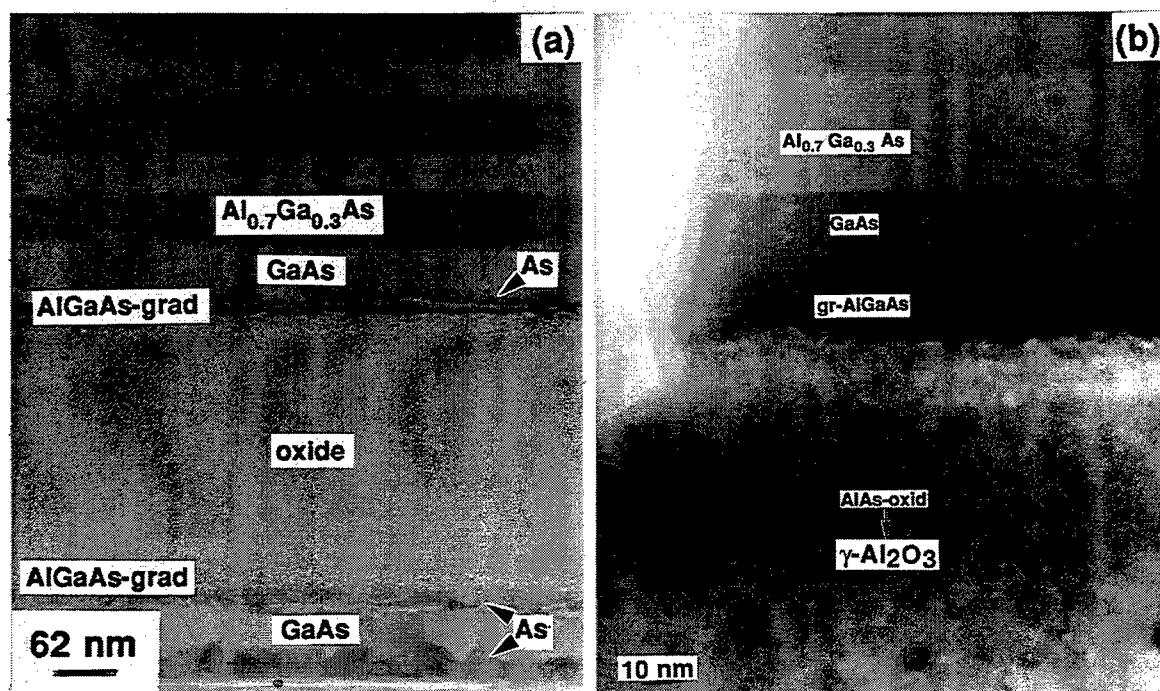 (a)
Al0.7Ga0.3As
GaAs
As
AlGaAs-grad
oxide
AlGaAs-grad
GaAs
As
62 nm
(b)
Al0.7 Ga0.3 As
GaAs
gr-AlGaAs
AlAs-oxid
γ-Al2O3
10 nm